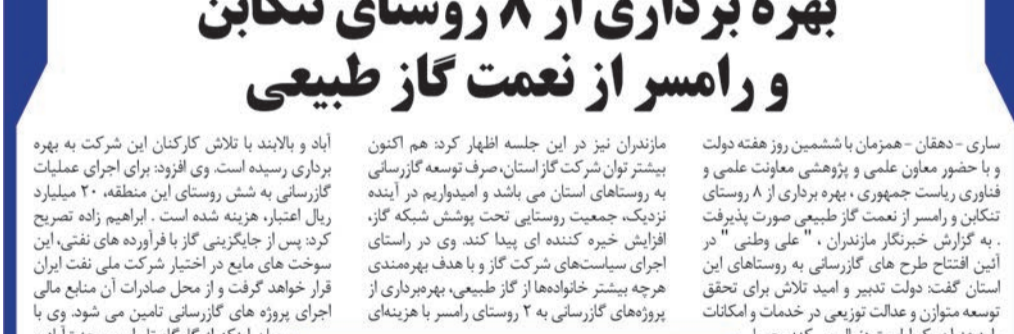 بهره برداری از ۸ روستای تنکابن
و رامسر از نعمت گاز طبیعی
ساری - دهقان - همزمان با ششمین روز هفته دولت
و با حضور معاون علمی و پژوهشی معاونت علمی و
فناوری ریاست جمهوری ، بهره برداری از ۸ روستای
تنکابن و رامسر از نعمت گاز طبیعی صورت پذیرفت
. به گزارش خبرنگار مازندران ، " علی وطنی " در
آئین افتتاح طرح های گازرسانی به روستاهای این
استان گفت: دولت تدبیر و امید تلاش برای تحقق
توسعه متوازن و عدالت توزیعی در خدمات و امکانات
مازندران نیز در این جلسه اظهار کرد: هم اکنون
بیشتر توان شرکت گاز استان،صرف توسعه گازرسانی
به روستاهای استان می باشد و امیدواریم در آینده
نزدیک، جمعیت روستایی تحت پوشش شبکه گاز،
افزایش خیره کننده ای پیدا کند. وی در راستای
اجرای سیاست‌های شرکت گاز و با هدف بهره‌مندی
هرچه بیشتر خانوادها از گاز طبیعی، بهره‌برداری از
پروژه‌های گازرسانی به ۲ روستای رامسر با هزینه‌ای
آباد و بالابند با تلاش کارکنان این شرکت به بهره
برداری رسیده است. وی افزود: برای اجرای عملیات
گازرسانی به شش روستای این منطقه، ۲۰ میلیارد
ریال اعتبار، هزینه شده است . ابراهیم زاده تصریح
کرد: پس از جایگزینی گاز با فرآورده های نفتی، این
سوخت های مایع در اختیار شرکت ملی نفت ایران
قرار خواهد گرفت و از محل صادرات آن منابع مالی
اجرای پروژه های گازرسانی تامین می شود. وی با